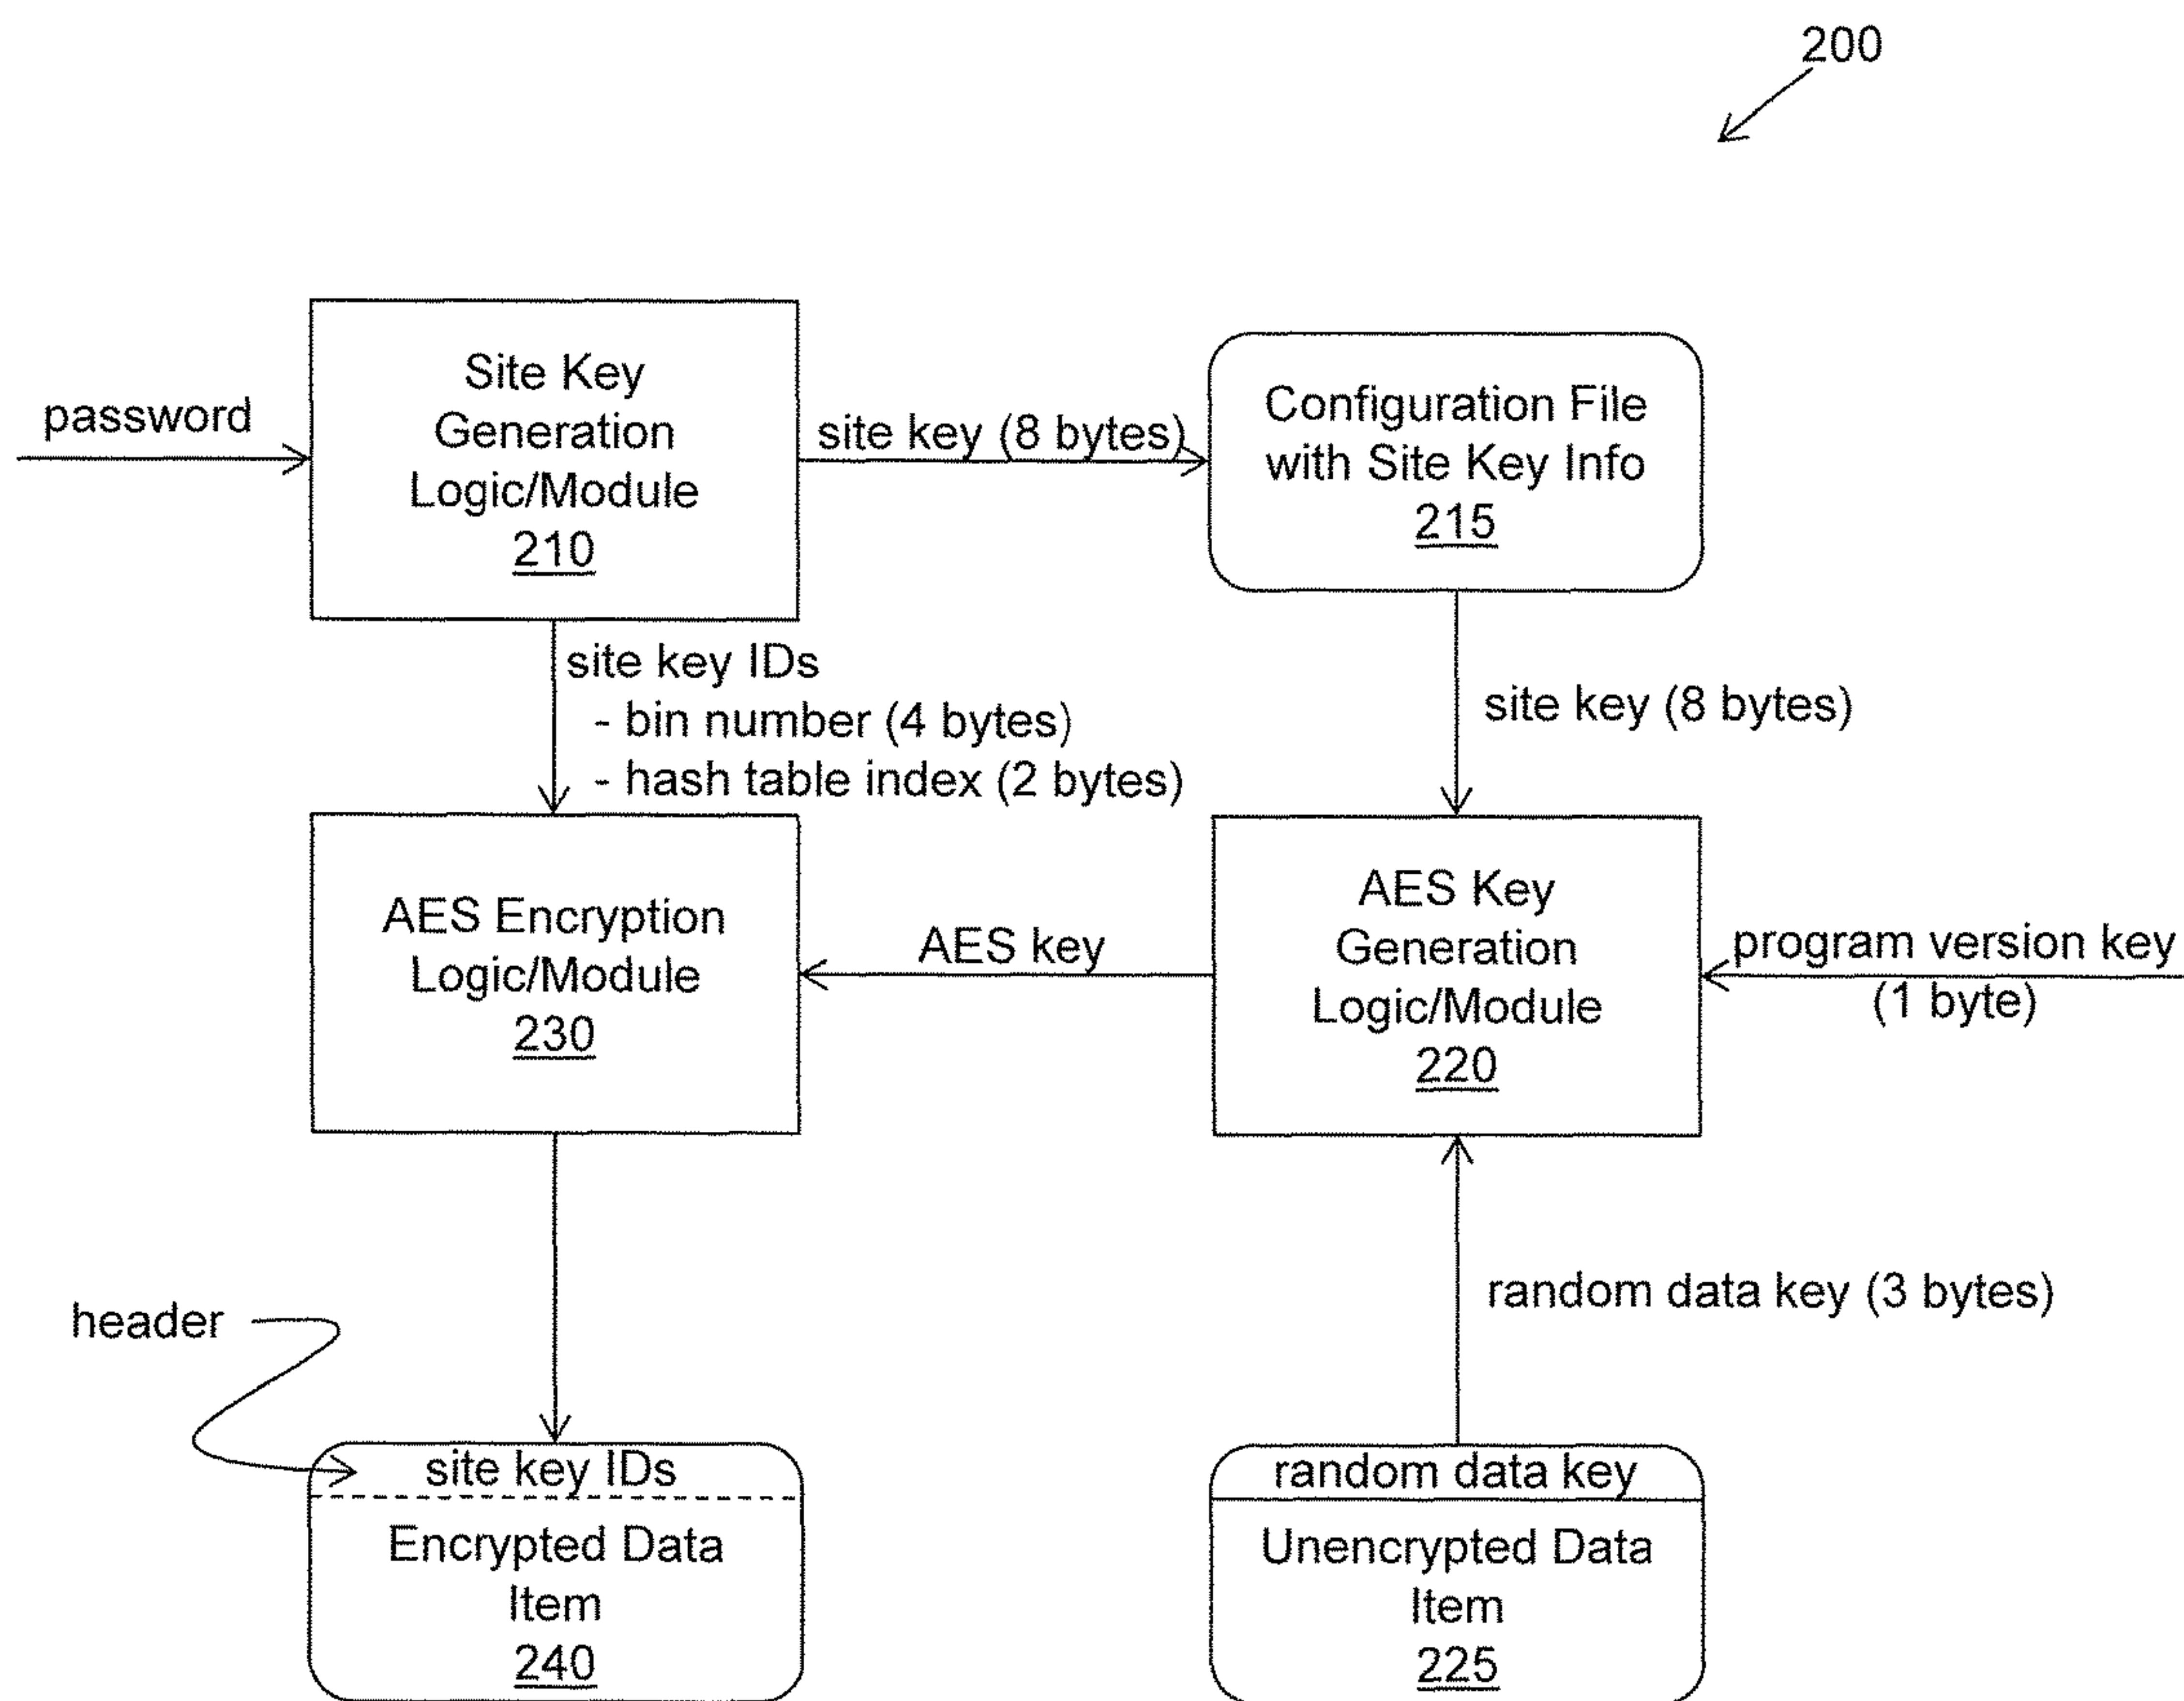 200
password
Site Key
Generation
Logic/Module
210
site key (8 bytes)
Configuration File
with Site Key Info
215
site key IDs
- bin number (4 bytes)
- hash table index (2 bytes)
site key (8 bytes)
AES Encryption
Logic/Module
230
AES key
AES Key
Generation
Logic/Module
220
program version key
(1 byte)
header
random data key (3 bytes)
site key IDs
Encrypted Data
Item
240
random data key
Unencrypted Data
Item
225